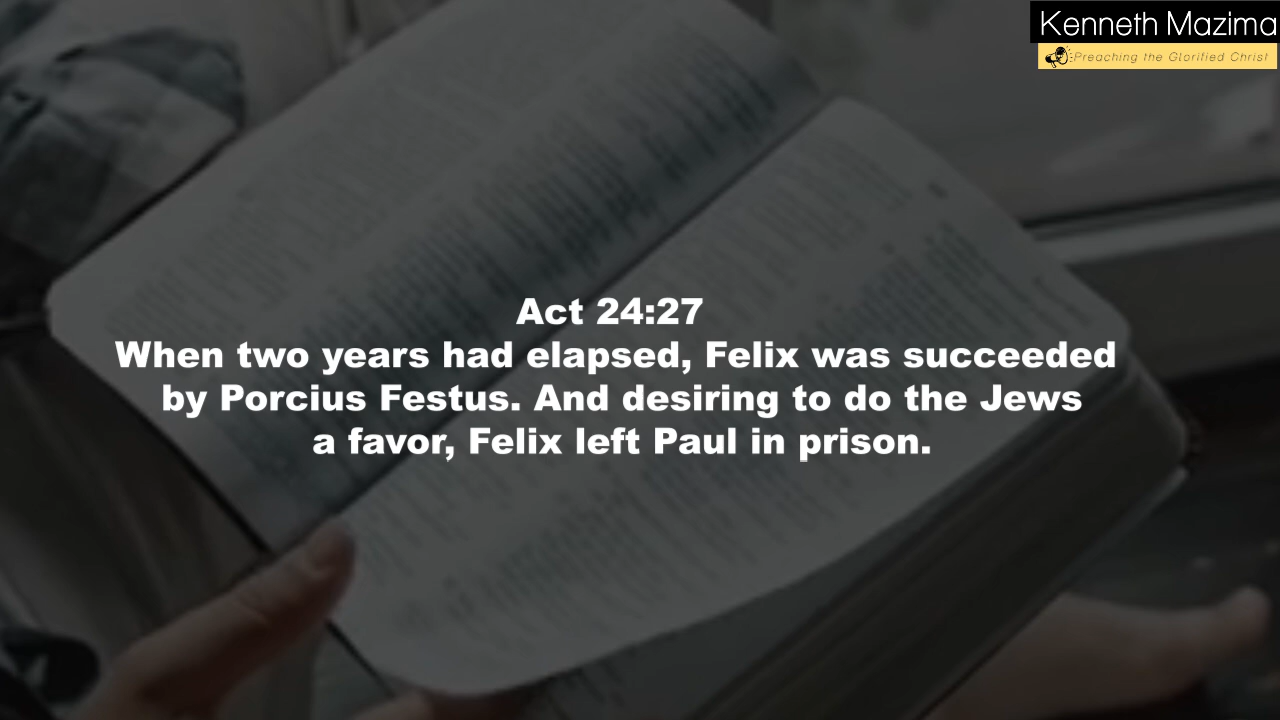 Kenneth Mazima
Preaching the Glorified Christ
Act 24:27
When two years had elapsed, Felix was succeeded
by Porcius Festus. And desiring to do the Jews
a favor, Felix left Paul in prison.